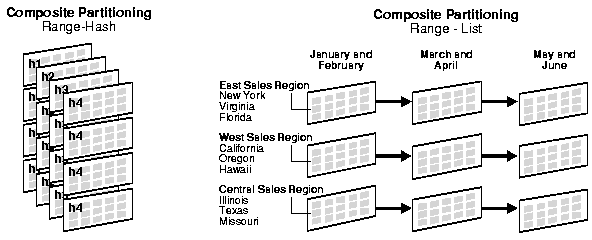 Composite Partitioning
Range-Hash
h1
h2
h3
h4
h4
h4
h4
Composite Partitioning
Range - List
January and
February
March and
April
May and
June
East Sales Region
New York
Virginia
Florida
West Sales Region
California
Oregon
Hawaii
Central Sales Region
Illinois
Texas
Missouri